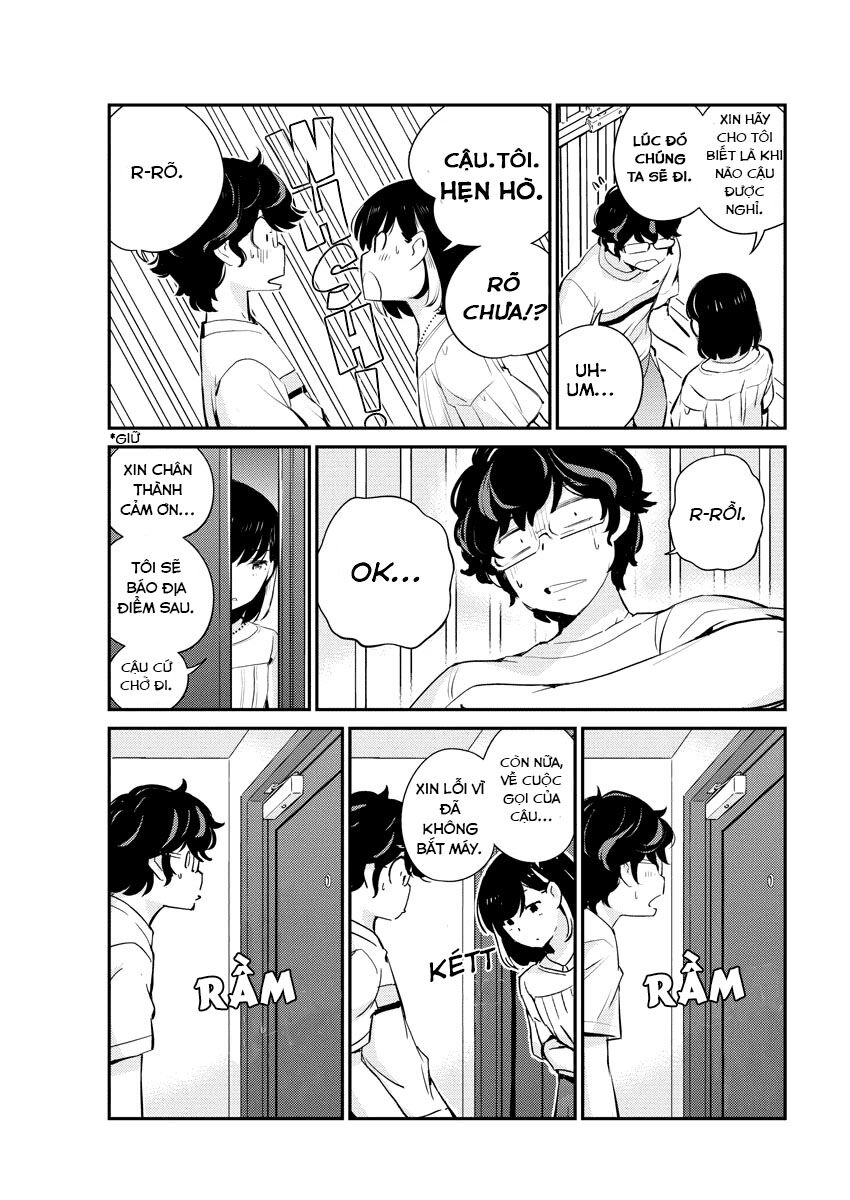 XIN HÃY
CHO TÔI
BIẾT LÀ KHI
NÀO CẬU
ĐƯỢC
NGHỈ.
LÚC ĐÓ
CHÚNG
TA SẼ ĐI.
UH-
UM...
CẬU.TÔI.
HẸN HÒ.
RÕ
CHƯA!?
WHSH!
R-RÕ.
*GIỮ
R-RỒI.
OK...
XIN CHÂN
THÀNH
CẢM ƠN...
TÔI SẼ
BÁO ĐỊA
ĐIỂM SAU.
CẬU CỨ
CHỜ ĐI.
RẦM
CÒN NỮA,
VỀ CUỘC
GỌI CỦA
CẬU...
XIN LỖI VÌ
ĐÃ
KHÔNG
BẮT MÁY.
KÉTT
RẦM